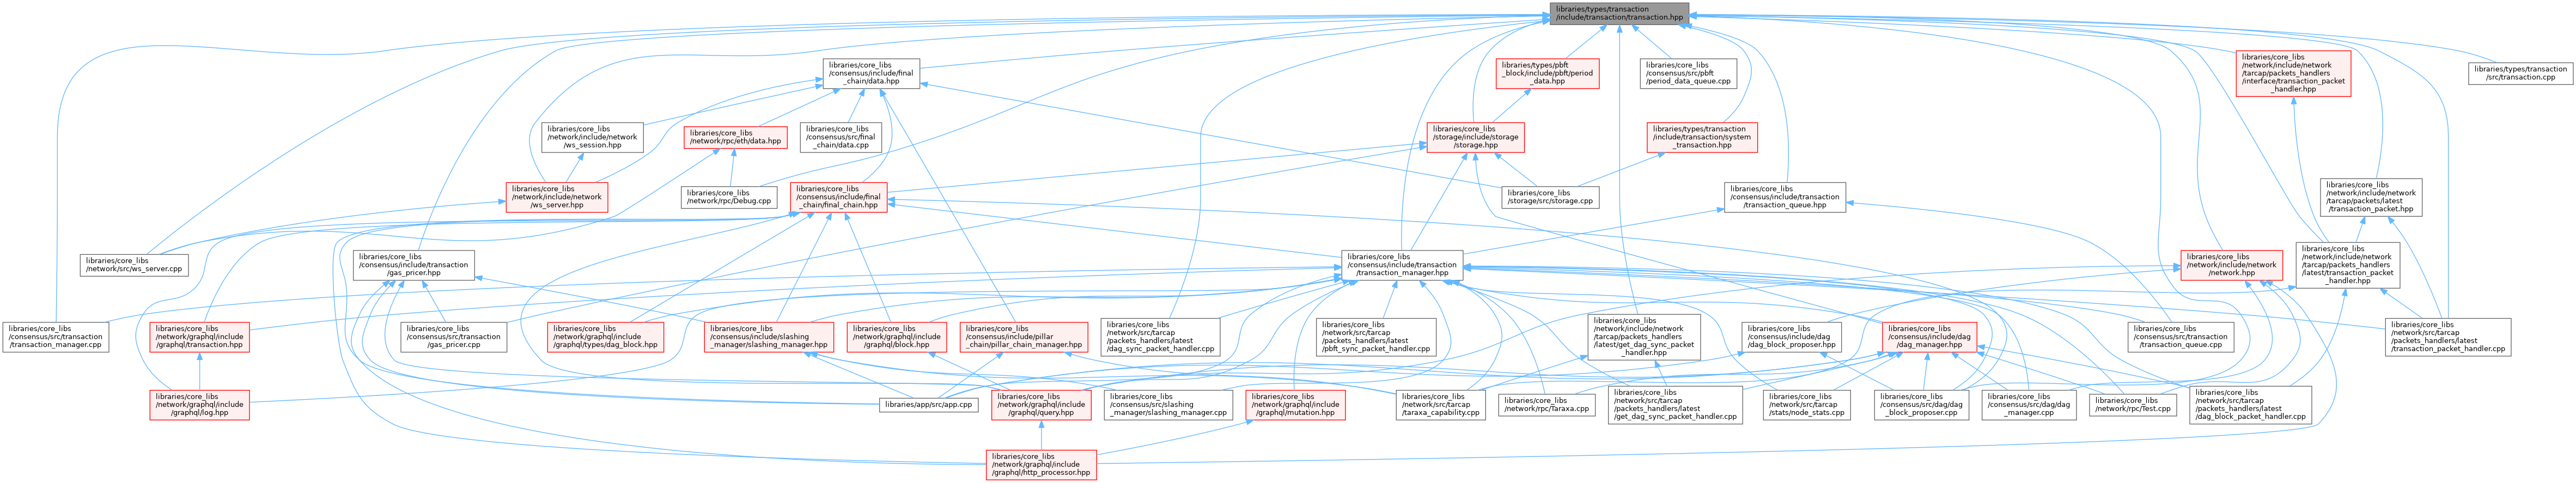 libraries/types/transaction
/include/transaction/transaction.hpp
libraries/core_libs
/consensus/include/final
_chain/data.hpp
libraries/types/pbft
_block/include/pbft/period
_data.hpp
libraries/core_libs
/consensus/src/pbft
/period_data_queue.cpp
libraries/core_libs
/network/include/network
/tarcap/packets_handlers
/interface/transaction_packet
_handler.hpp
libraries/types/transaction
/src/transaction.cpp
libraries/core_libs
/network/include/network
/ws_session.hpp
libraries/core_libs
/network/rpc/eth/data.hpp
libraries/core_libs
/consensus/src/final
_chain/data.cpp
libraries/core_libs
/storage/include/storage
/storage.hpp
libraries/types/transaction
/include/transaction/system
_transaction.hpp
libraries/core_libs
/network/include/network
/ws_server.hpp
libraries/core_libs
/network/rpc/Debug.cpp
libraries/core_libs
/consensus/include/final
_chain/final_chain.hpp
libraries/core_libs
/storage/src/storage.cpp
libraries/core_libs
/consensus/include/transaction
/transaction_queue.hpp
libraries/core_libs
/network/include/network
/tarcap/packets/latest
/transaction_packet.hpp
libraries/core_libs
/network/src/ws_server.cpp
libraries/core_libs
/consensus/include/transaction
/gas_pricer.hpp
libraries/core_libs
/consensus/include/transaction
/transaction_manager.hpp
libraries/core_libs
/network/include/network
/network.hpp
libraries/core_libs
/network/include/network
/tarcap/packets_handlers
/latest/transaction_packet
_handler.hpp
libraries/core_libs
/consensus/src/transaction
/transaction_manager.cpp
libraries/core_libs
/network/graphql/include
/graphql/transaction.hpp
libraries/core_libs
/consensus/src/transaction
/gas_pricer.cpp
libraries/core_libs
/network/graphql/include
/graphql/types/dag_block.hpp
libraries/core_libs
/consensus/include/slashing
_manager/slashing_manager.hpp
libraries/core_libs
/network/graphql/include
/graphql/block.hpp
libraries/core_libs
/consensus/include/pillar
_chain/pillar_chain_manager.hpp
libraries/core_libs
/network/src/tarcap
/packets_handlers/latest
/dag_sync_packet_handler.cpp
libraries/core_libs
/network/src/tarcap
/packets_handlers/latest
/pbft_sync_packet_handler.cpp
libraries/core_libs
/network/include/network
/tarcap/packets_handlers
/latest/get_dag_sync_packet
_handler.hpp
libraries/core_libs
/consensus/include/dag
/dag_block_proposer.hpp
libraries/core_libs
/consensus/include/dag
/dag_manager.hpp
libraries/core_libs
/consensus/src/transaction
/transaction_queue.cpp
libraries/core_libs
/network/src/tarcap
/packets_handlers/latest
/transaction_packet_handler.cpp
libraries/core_libs
/network/graphql/include
/graphql/log.hpp
libraries/app/src/app.cpp
libraries/core_libs
/network/graphql/include
/graphql/query.hpp
libraries/core_libs
/consensus/src/slashing
_manager/slashing_manager.cpp
libraries/core_libs
/network/graphql/include
/graphql/mutation.hpp
libraries/core_libs
/network/src/tarcap
/taraxa_capability.cpp
libraries/core_libs
/network/rpc/Taraxa.cpp
libraries/core_libs
/network/src/tarcap
/packets_handlers/latest
/get_dag_sync_packet_handler.cpp
libraries/core_libs
/network/src/tarcap
/stats/node_stats.cpp
libraries/core_libs
/consensus/src/dag/dag
_block_proposer.cpp
libraries/core_libs
/consensus/src/dag/dag
_manager.cpp
libraries/core_libs
/network/rpc/Test.cpp
libraries/core_libs
/network/src/tarcap
/packets_handlers/latest
/dag_block_packet_handler.cpp
libraries/core_libs
/network/graphql/include
/graphql/http_processor.hpp